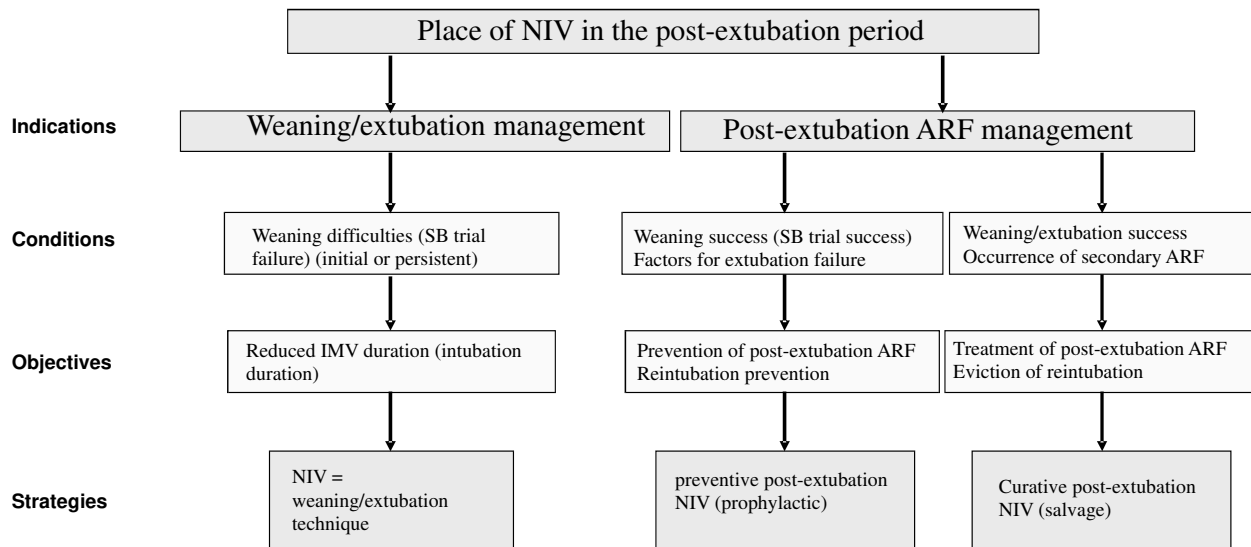 Place of NIV in the post-extubation period
Indications
Weaning/extubation management
Post-extubation ARF management
Conditions
Weaning difficulties (SB trial
failure) (initial or persistent)
Weaning success (SB trial success)
Factors for extubation failure
Weaning/extubation success
Occurrence of secondary ARF
Objectives
Reduced IMV duration (intubation
duration)
Prevention of post-extubation ARF
Reintubation prevention
Treatment of post-extubation ARF
Eviction of reintubation
Strategies
NIV =
weaning/extubation
technique
preventive post-extubation
NIV (prophylactic)
Curative post-extubation
NIV (salvage)